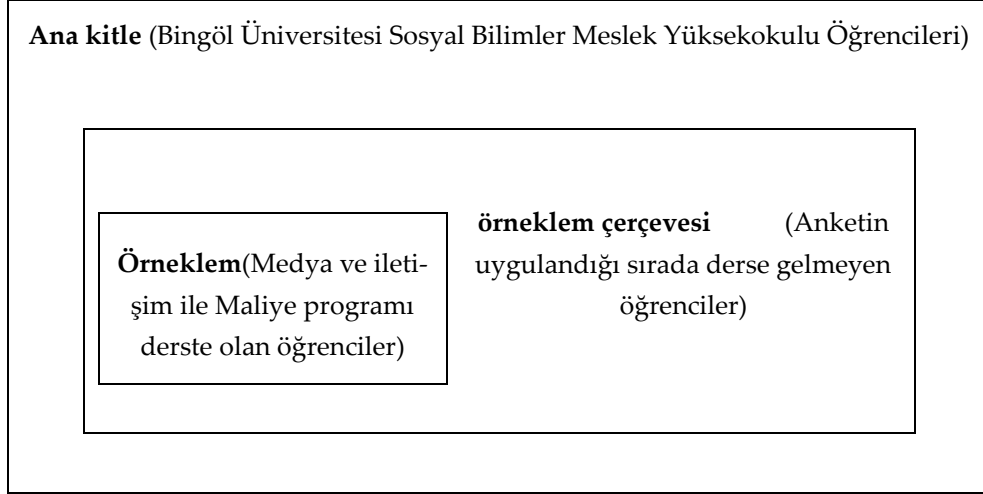 Ana kitle (Bingöl Üniversitesi Sosyal Bilimler Meslek Yüksekokulu Öğrencileri)
Örneklem(Medya ve ileti-
şim ile Maliye programı
derste olan öğrenciler)
örneklem çerçevesi (Anketin
uygulandığı sırada derse gelmeyen
öğrenciler)